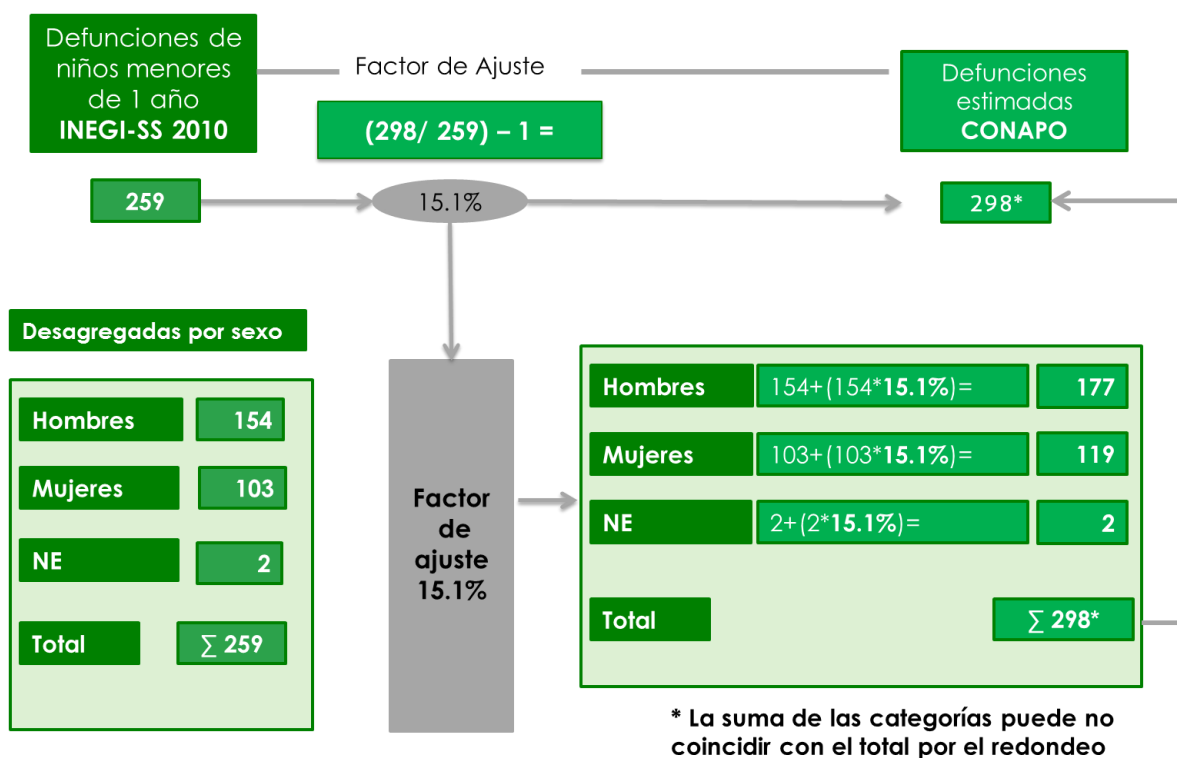 Defunciones de
niños menores
de 1 año
INEGI-SS 2010
Factor de Ajuste
(298/ 259) – 1 =
Defunciones
estimadas
CONAPO
259
15.1%
298*
Desagregadas por sexo
Hombres 154
Mujeres 103
NE 2
Total ∑ 259
Factor
de
ajuste
15.1%
Hombres 154+(154*15.1%)= 177
Mujeres 103+(103*15.1%)= 119
NE 2+(2*15.1%)= 2
Total ∑ 298*
* La suma de las categorías puede no
coincidir con el total por el redondeo